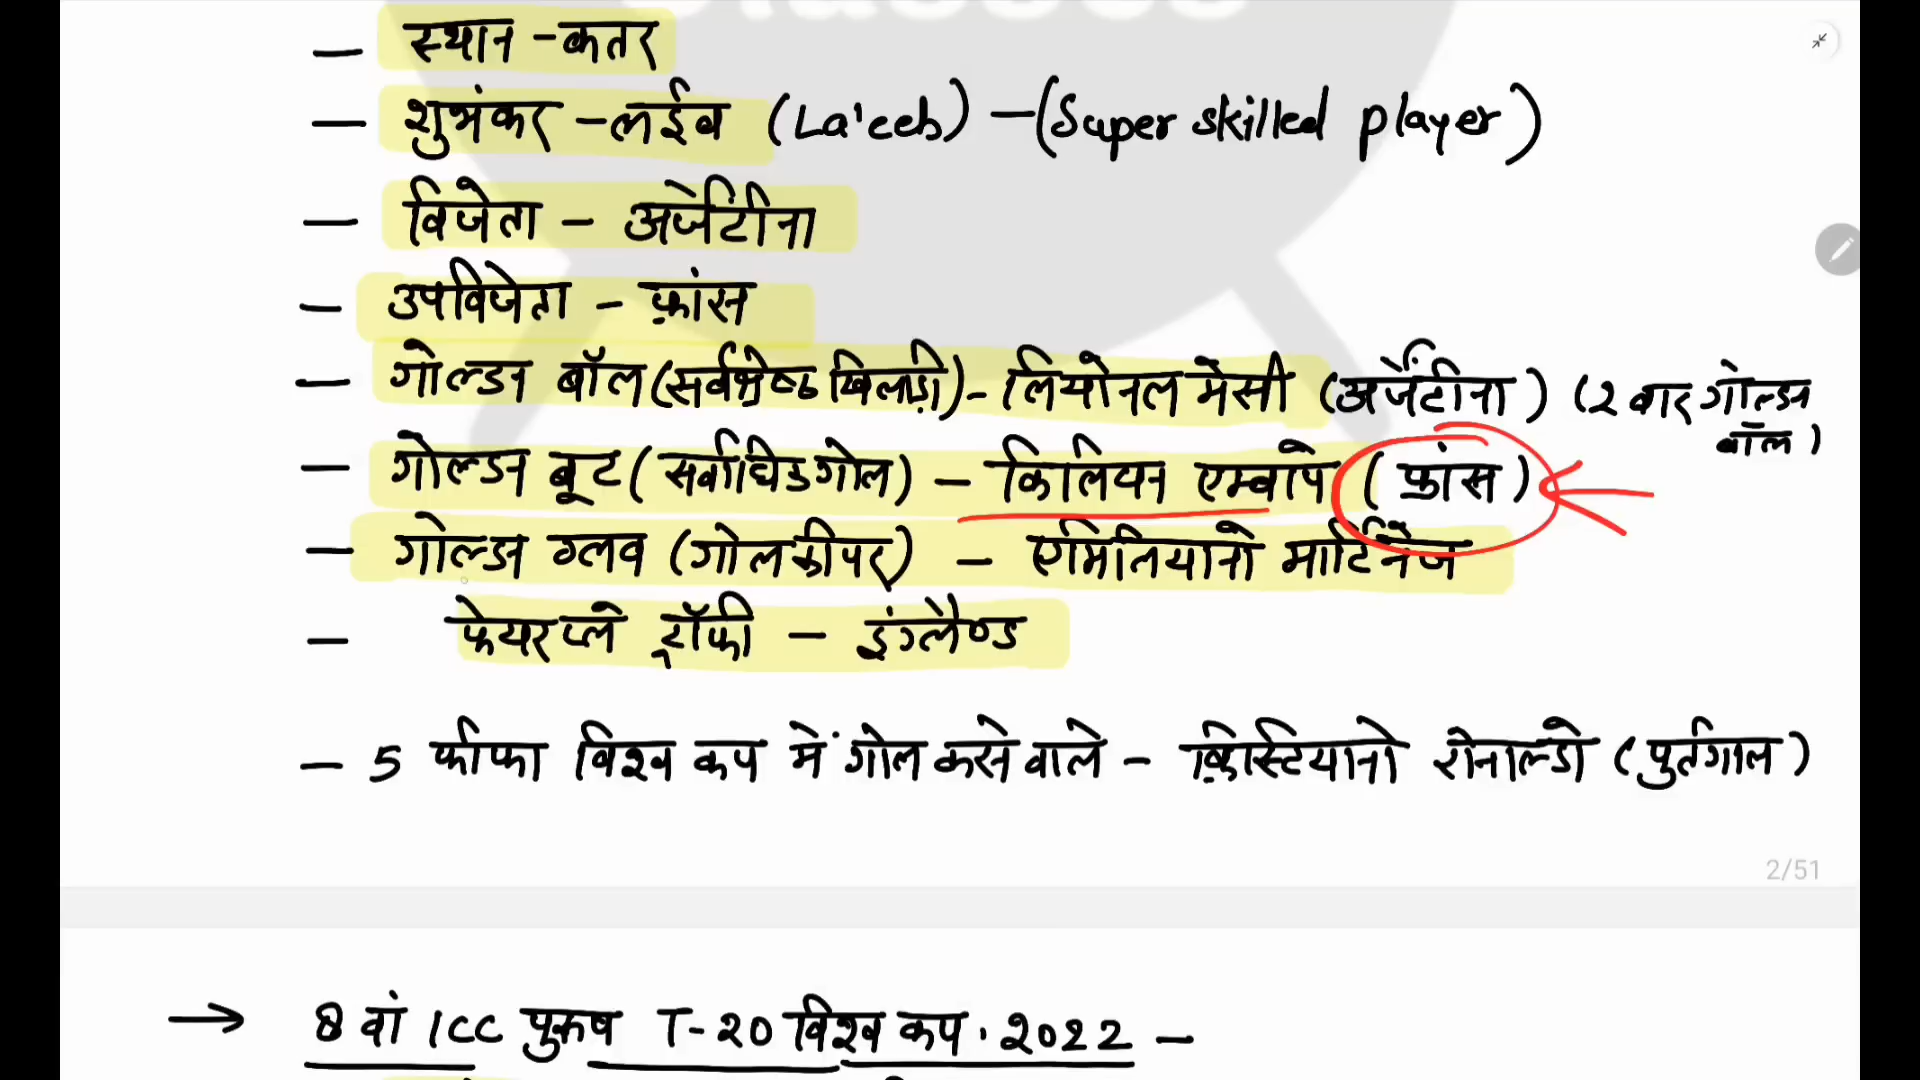 — स्थान - कतर
— शुभंकर - लईब (La'eeb) — (Super skilled player)
— विजेता - अर्जेंटीना
— उपविजेता - फ्रांस
— गोल्डन बॉल (सर्वश्रेष्ठ खिलाड़ी) - लियोनल मेसी (अर्जेंटीना) (2 बार गोल्डन बॉल)
— गोल्डन बूट (सर्वाधिक गोल) - किलियन एम्बापे (फ्रांस)
— गोल्डन ग्लव (गोलकीपर) - एमिलियानो मार्टिनेज
— फेयर प्ले ट्रॉफी - इंग्लैण्ड
— 5 फीफा विश्व कप में गोल करने वाले - क्रिस्टियानो रोनाल्डो (पुर्तगाल)
2/51
→ 8 वां ICC पुरुष T-20 विश्व कप. 2022 -